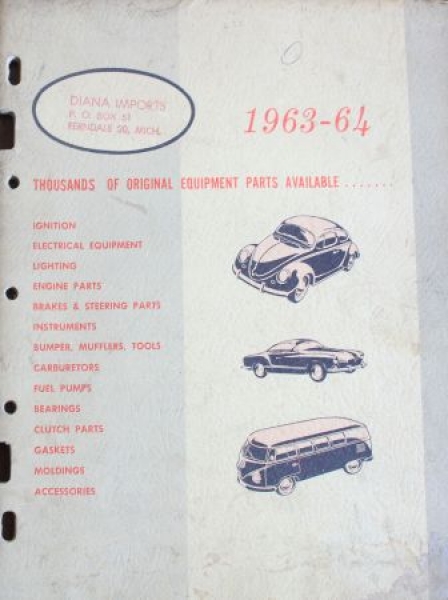 DIANA IMPORTS
P. O. BOX 61
FERNDALE 20, MICH.
1963-64
THOUSANDS OF ORIGINAL EQUIPMENT PARTS AVAILABLE.......
IGNITION
ELECTRICAL EQUIPMENT
LIGHTING
ENGINE PARTS
BRAKES & STEERING PARTS
INSTRUMENTS
BUMPER, MUFFLERS, TOOLS
CARBURETORS
FUEL PUMPS
BEARINGS
CLUTCH PARTS
GASKETS
MOLDINGS
ACCESSORIES